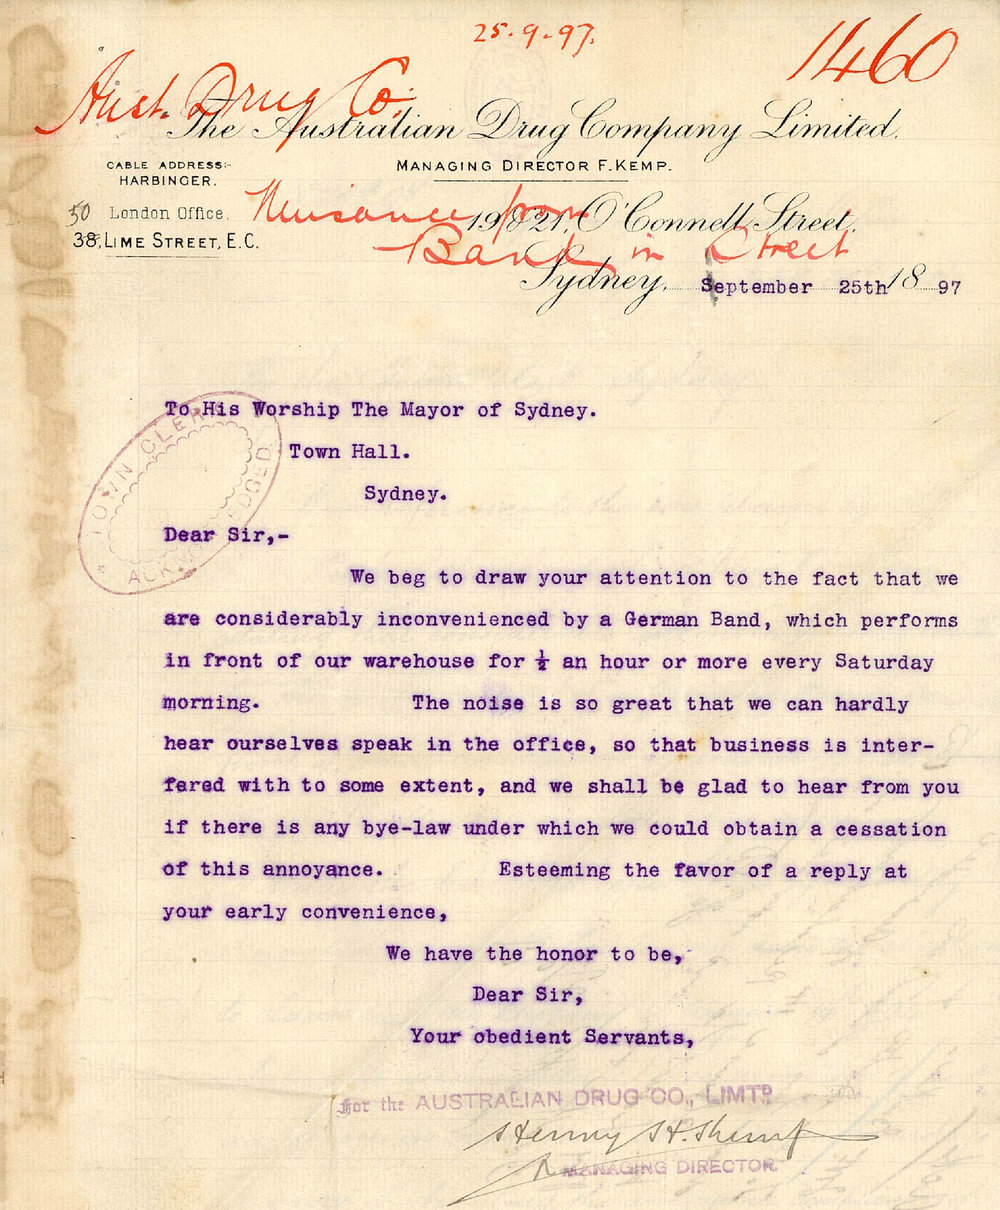 25.9.97.
1460
Aust. Drug Co.
The Australian Drug Company Limited.
CABLE ADDRESS:-
HARBINGER.
MANAGING DIRECTOR F. KEMP.
50 London Office.
38, LIME STREET, E.C.
Nuisance from
19 & 21, O'Connell Street,
Band in Street
Sydney, September 25th 18 97
To His Worship The Mayor of Sydney.
Town Hall.
Sydney.
TOWN CLERK
ACKNOWLEDGED
Dear Sir,-
We beg to draw your attention to the fact that we
are considerably inconvenienced by a German Band, which performs
in front of our warehouse for ½ an hour or more every Saturday
morning. The noise is so great that we can hardly
hear ourselves speak in the office, so that business is inter-
fered with to some extent, and we shall be glad to hear from you
if there is any bye-law under which we could obtain a cessation
of this annoyance. Esteeming the favor of a reply at
your early convenience,
We have the honor to be,
Dear Sir,
Your obedient Servants,
For the AUSTRALIAN DRUG CO., LIMTD
Henry H.
MANAGING DIRECTOR